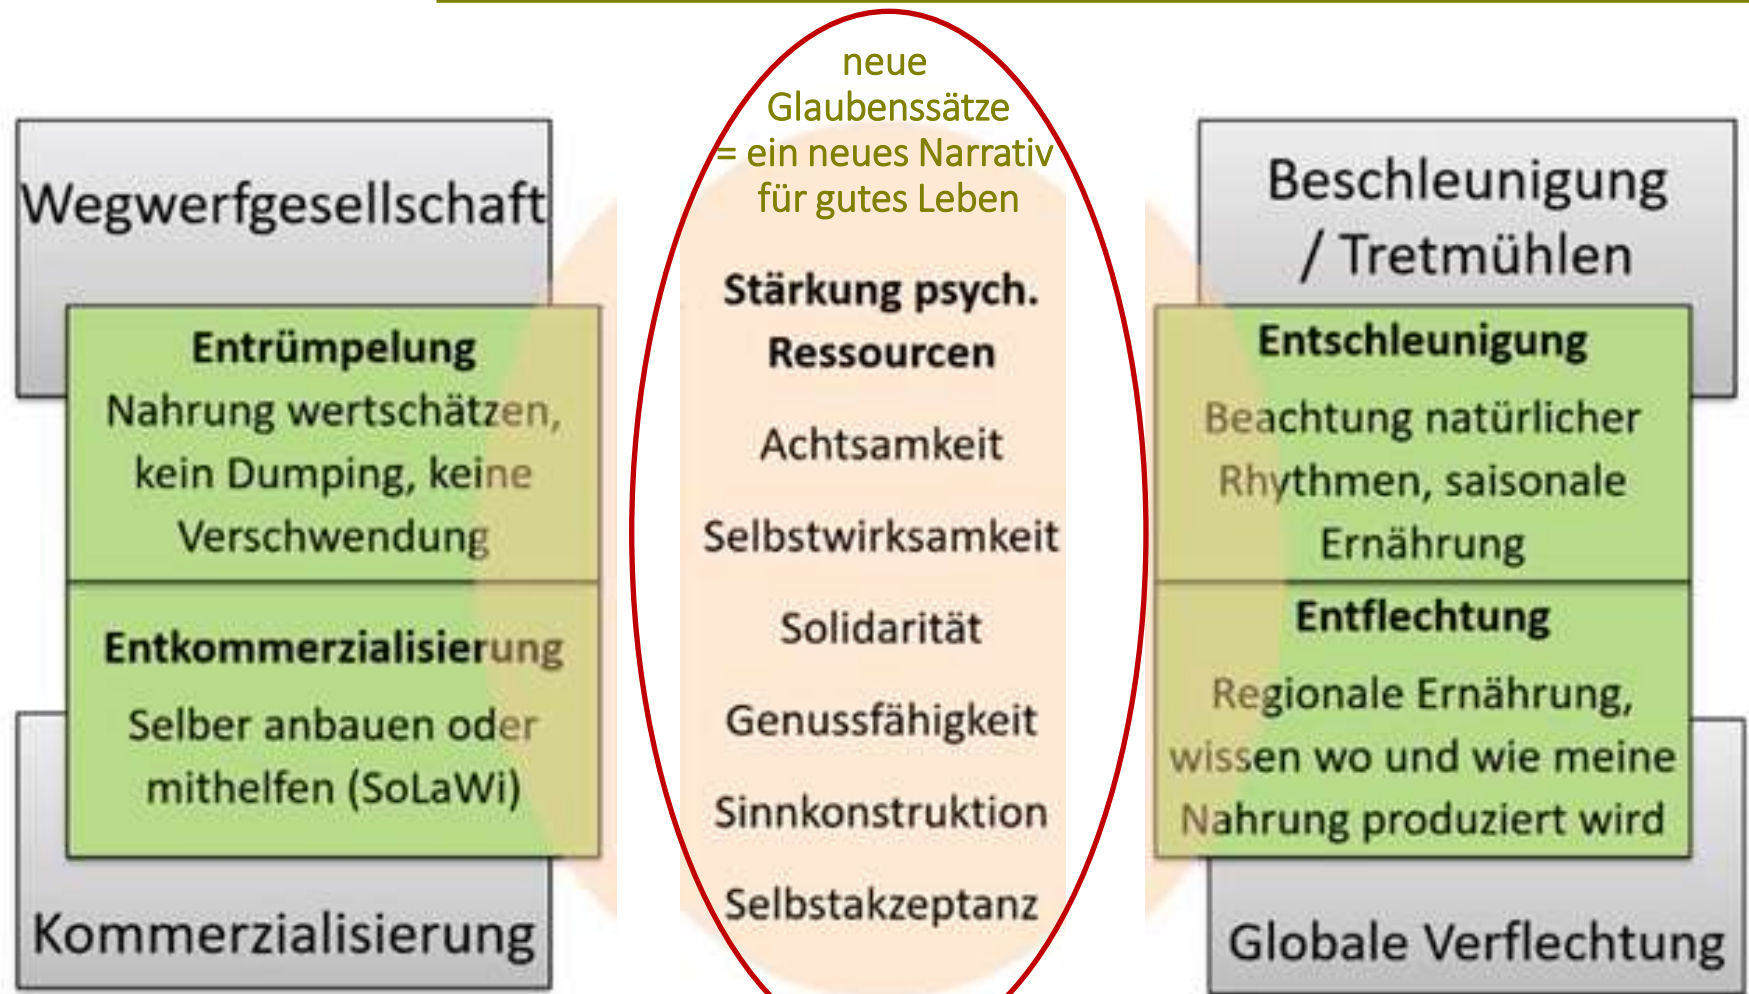 neue
Glaubenssätze
= ein neues Narrativ
für gutes Leben
Wegwerfgesellschaft
Entrümpelung
Nahrung wertschätzen,
kein Dumping, keine
Verschwendung
Entkommerzialisierung
Selber anbauen oder
mithelfen (SoLaWi)
Kommerzialisierung
Stärkung psych.
Ressourcen
Achtsamkeit
Selbstwirksamkeit
Solidarität
Genussfähigkeit
Sinnkonstruktion
Selbstakzeptanz
Beschleunigung
/ Tretmühlen
Entschleunigung
Beachtung natürlicher
Rhythmen, saisonale
Ernährung
Entflechtung
Regionale Ernährung,
wissen wo und wie meine
Nahrung produziert wird
Globale Verflechtung